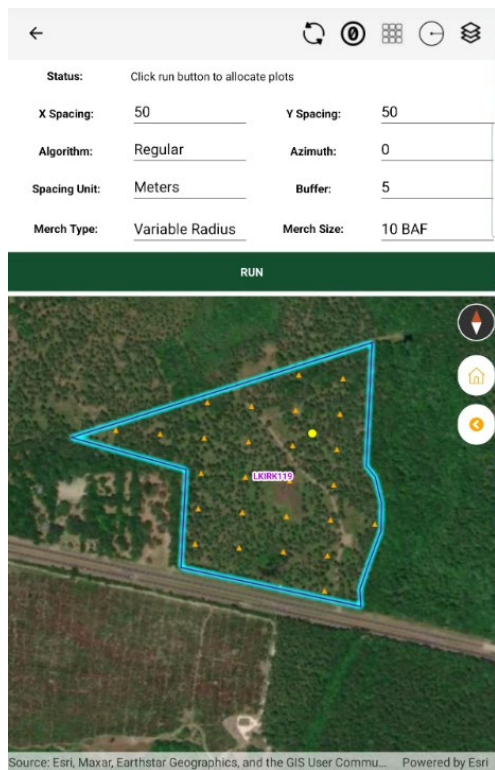 0
Status: Click run button to allocate plots
X Spacing: 50 Y Spacing: 50
Algorithm: Regular Azimuth: 0
Spacing Unit: Meters Buffer: 5
Merch Type: Variable Radius Merch Size: 10 BAF
RUN
LKIRK119
Source: Esri, Maxar, Earthstar Geographics, and the GIS User Commu... Powered by Esri